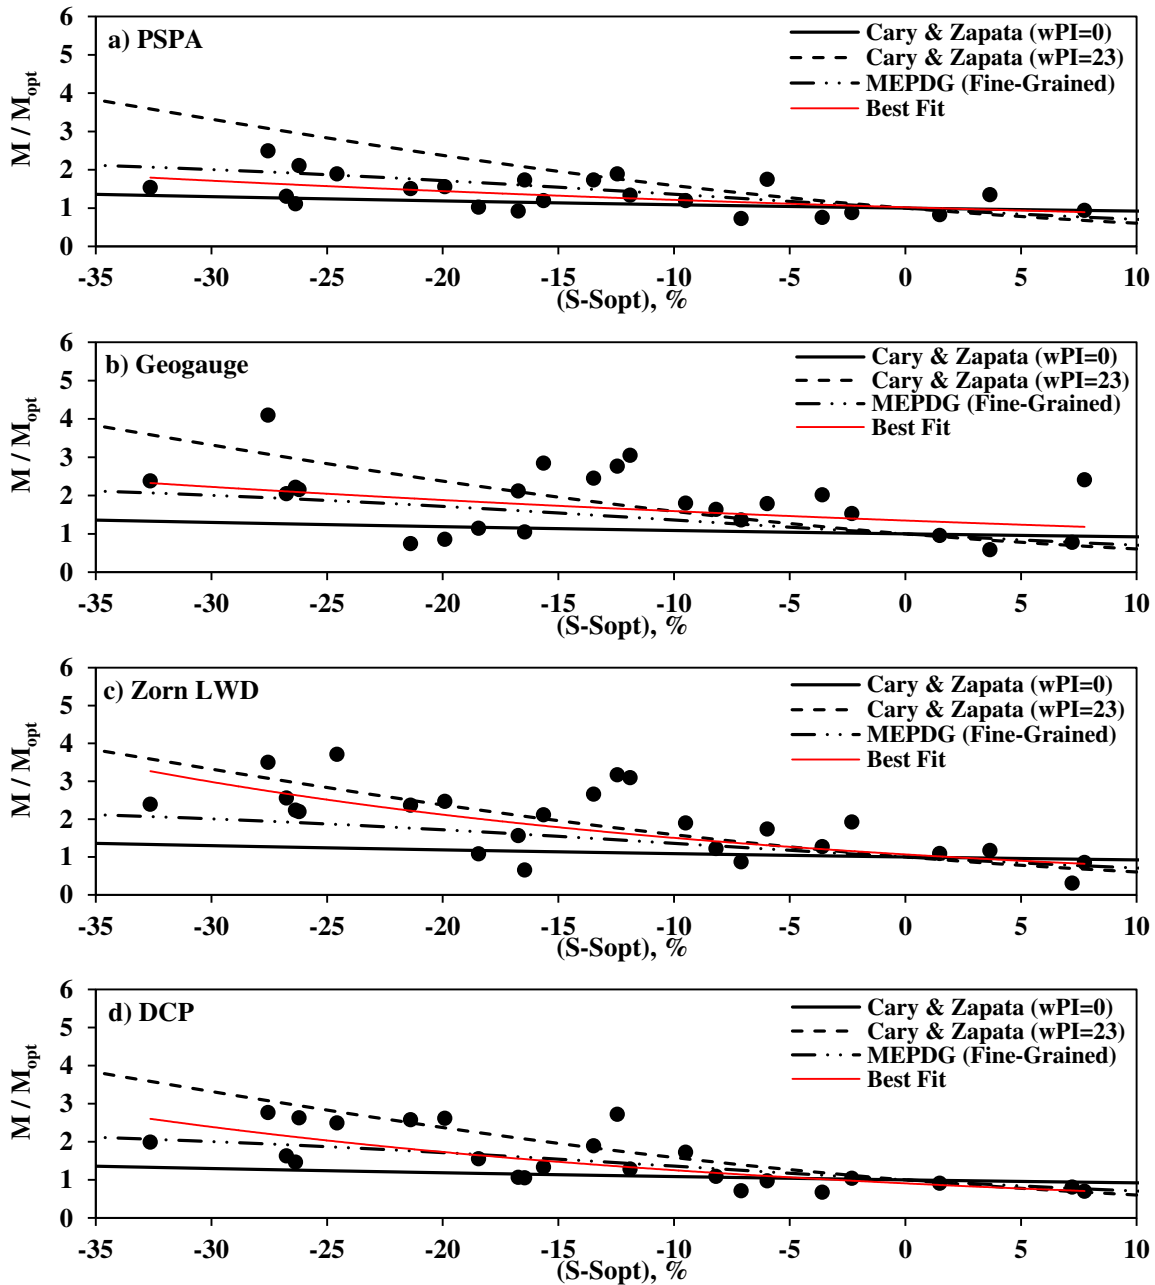 a) PSPA
Cary & Zapata (wPI=0)
Cary & Zapata (wPI=23)
MEPDG (Fine-Grained)
Best Fit
M / Mopt
6
5
4
3
2
1
0
-35 -30 -25 -20 -15 -10 -5 0 5 10
(S-Sopt), %
b) Geogauge
Cary & Zapata (wPI=0)
Cary & Zapata (wPI=23)
MEPDG (Fine-Grained)
Best Fit
M / Mopt
6
5
4
3
2
1
0
-35 -30 -25 -20 -15 -10 -5 0 5 10
(S-Sopt), %
c) Zorn LWD
Cary & Zapata (wPI=0)
Cary & Zapata (wPI=23)
MEPDG (Fine-Grained)
Best Fit
M / Mopt
6
5
4
3
2
1
0
-35 -30 -25 -20 -15 -10 -5 0 5 10
(S-Sopt), %
d) DCP
Cary & Zapata (wPI=0)
Cary & Zapata (wPI=23)
MEPDG (Fine-Grained)
Best Fit
M / Mopt
6
5
4
3
2
1
0
-35 -30 -25 -20 -15 -10 -5 0 5 10
(S-Sopt), %